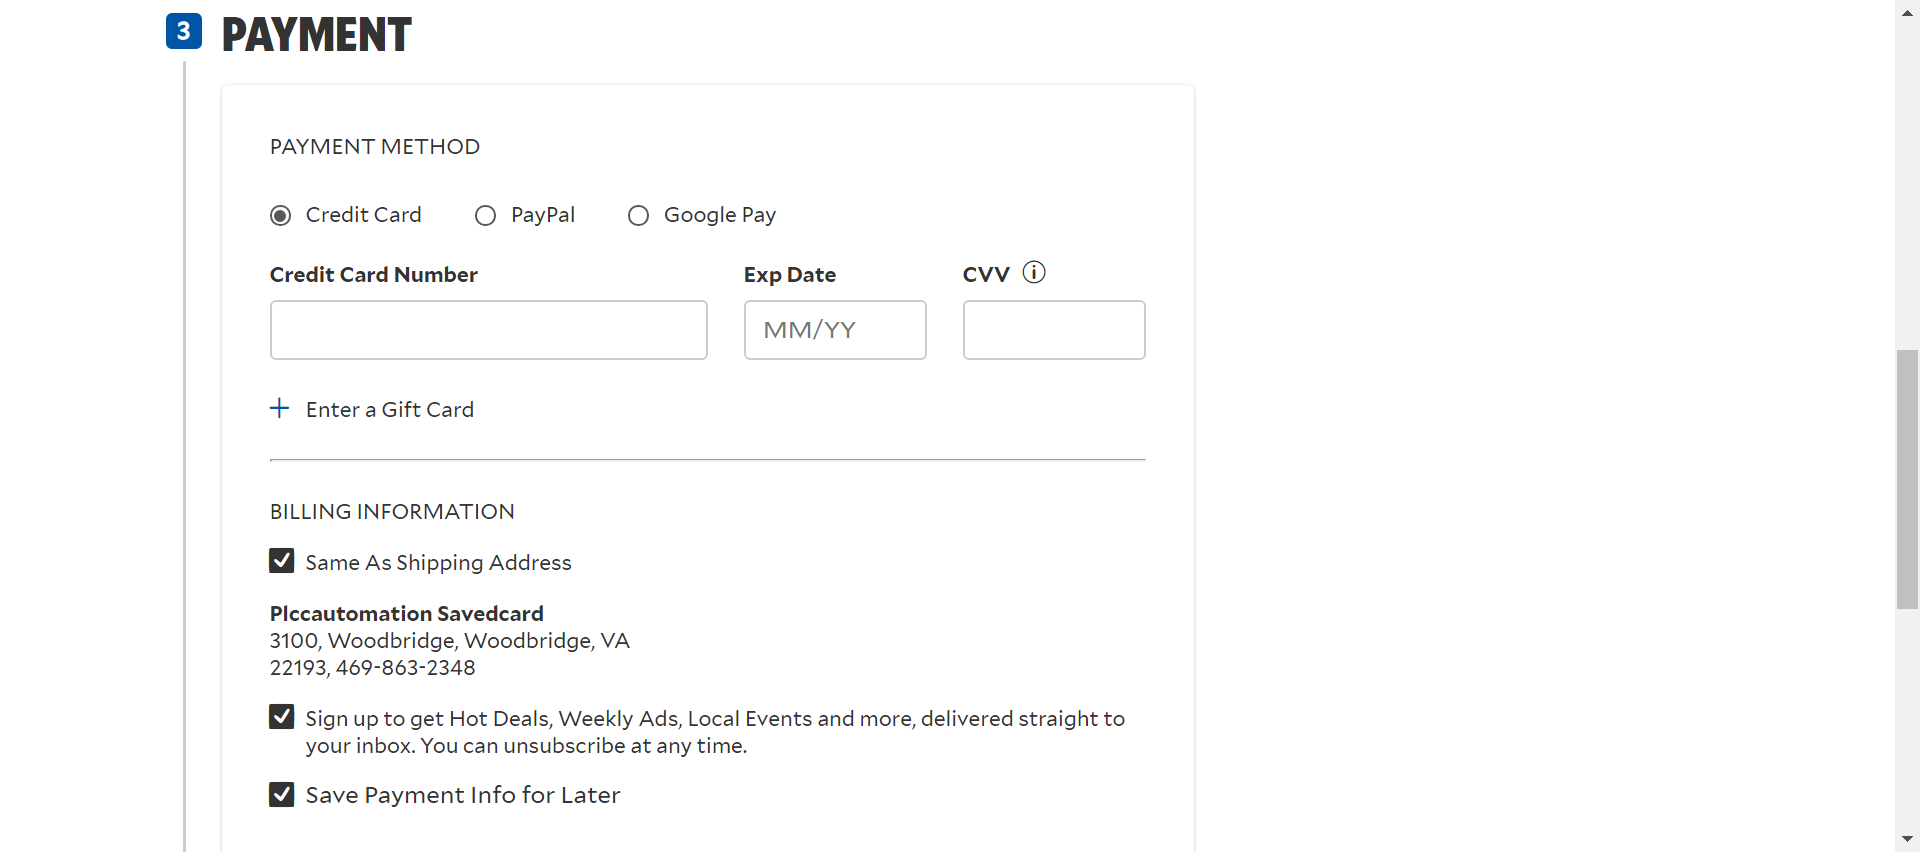 3 PAYMENT
PAYMENT METHOD
Credit Card PayPal Google Pay
Credit Card Number Exp Date CVV
MM/YY
Enter a Gift Card
BILLING INFORMATION
Same As Shipping Address
Plccautomation Savedcard
3100, Woodbridge, Woodbridge, VA
22193, 469-863-2348
Sign up to get Hot Deals, Weekly Ads, Local Events and more, delivered straight to
your inbox. You can unsubscribe at any time.
Save Payment Info for Later